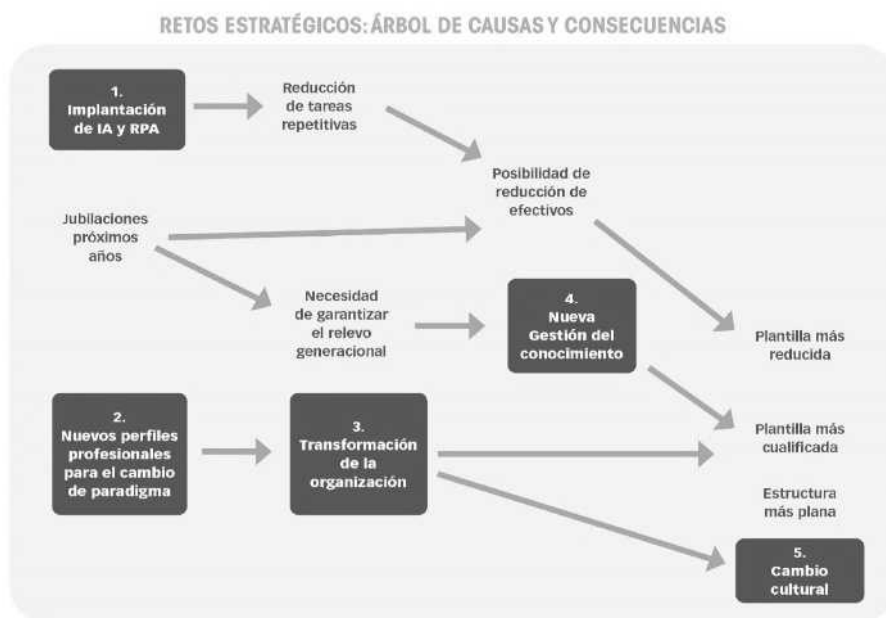 RETOS ESTRATÉGICOS: ÁRBOL DE CAUSAS Y CONSECUENCIAS
1.
Implantación
de IA y RPA
Reducción
de tareas
repetitivas
Posibilidad de
reducción de
efectivos
Jubilaciones
próximos
años
Necesidad
de garantizar
el relevo
generacional
4.
Nueva
Gestión del
conocimiento
Plantilla más
reducida
2.
Nuevos perfiles
profesionales
para el cambio
de paradigma
3.
Transformación
de la
organización
Plantilla más
cualificada
Estructura
más plana
5.
Cambio
cultural